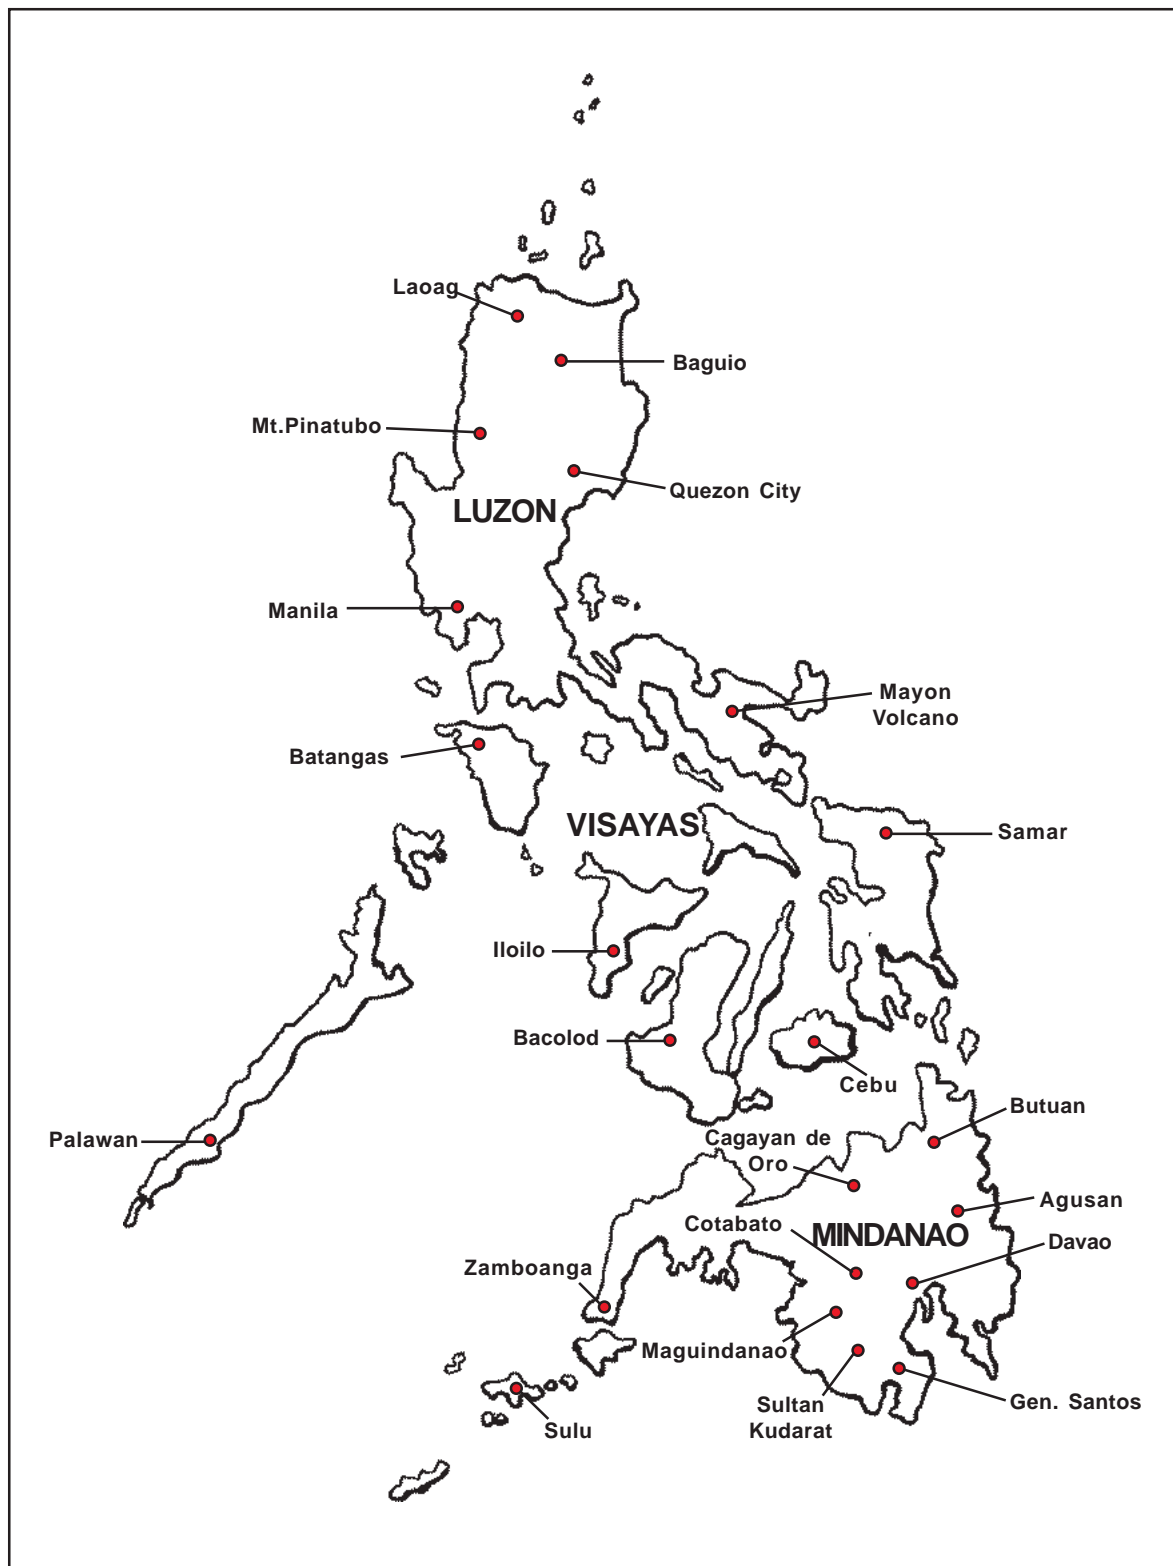 Laoag
Baguio
Mt.Pinatubo
Quezon City
LUZON
Manila
Mayon
Volcano
Batangas
VISAYAS
Samar
Iloilo
Bacolod
Cebu
Butuan
Palawan
Cagayan de
Oro
Agusan
Cotabato
MINDANAO
Davao
Zamboanga
Maguindanao
Sultan
Kudarat
Gen. Santos
Sulu